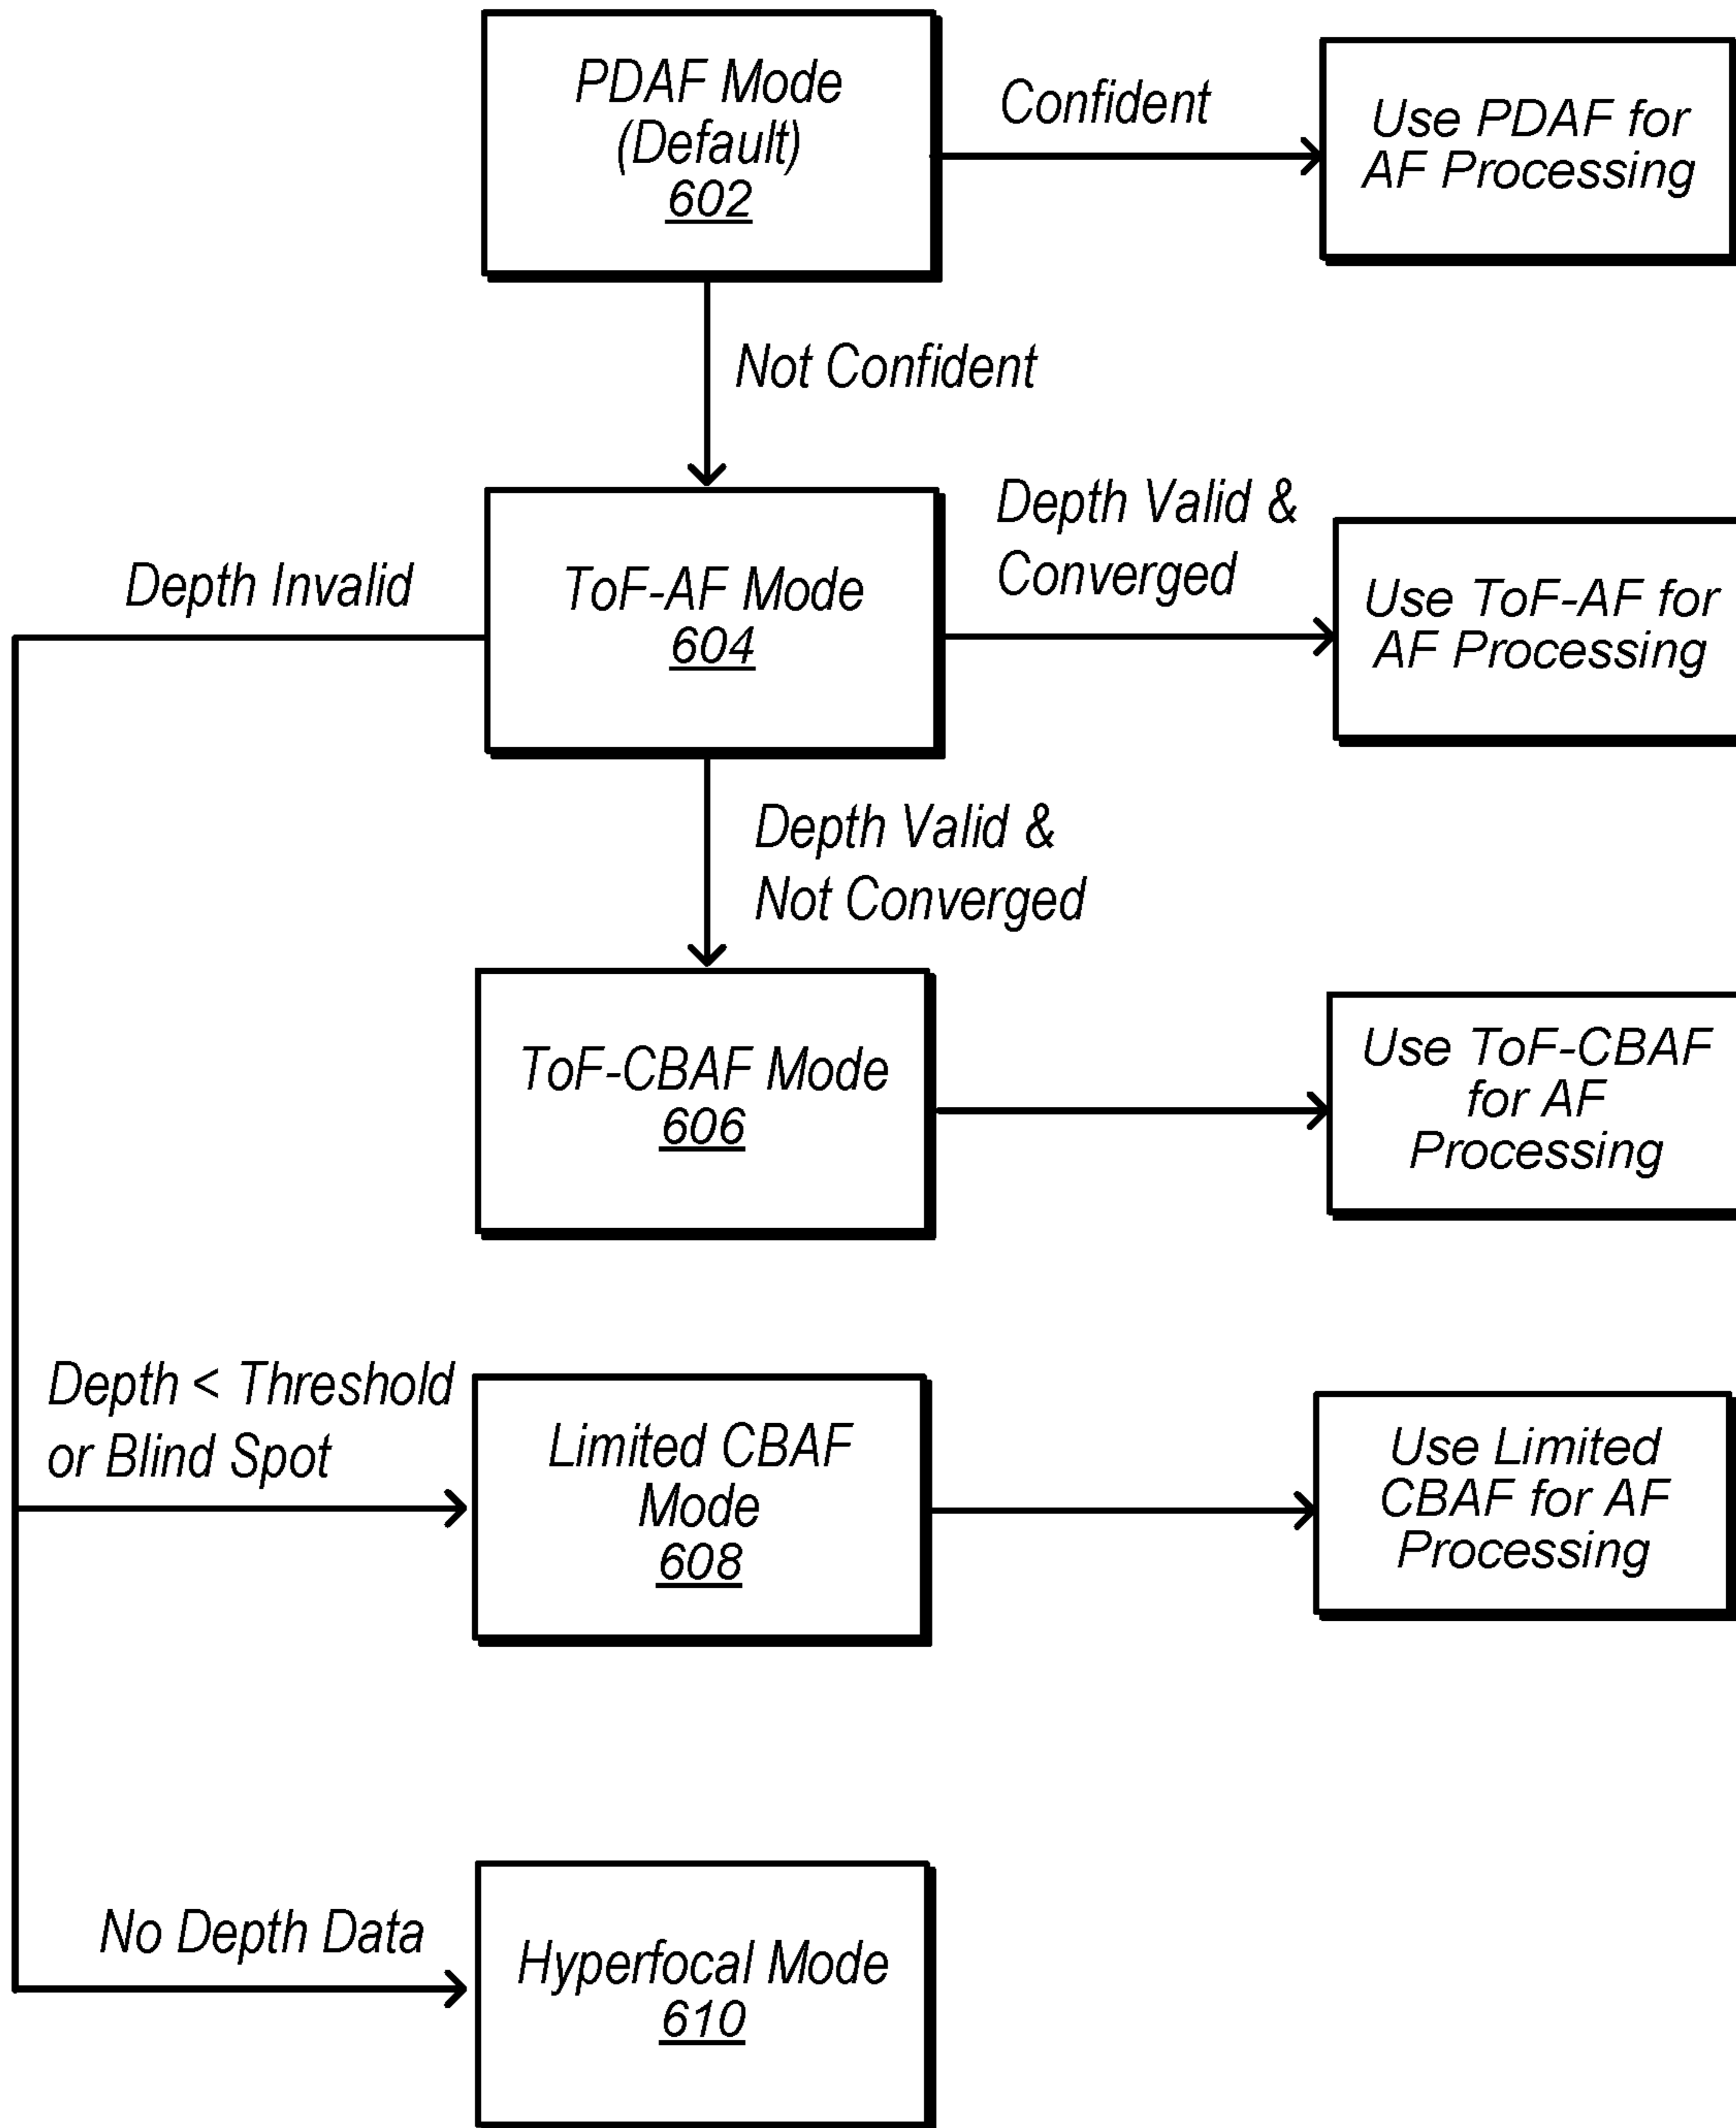 PDAF Mode
(Default)
602
Confident
Use PDAF for
AF Processing
Not Confident
Depth Invalid
ToF-AF Mode
604
Depth Valid &
Converged
Use ToF-AF for
AF Processing
Depth Valid &
Not Converged
ToF-CBAF Mode
606
Use ToF-CBAF
for AF
Processing
Depth < Threshold
or Blind Spot
Limited CBAF
Mode
608
Use Limited
CBAF for AF
Processing
No Depth Data
Hyperfocal Mode
610